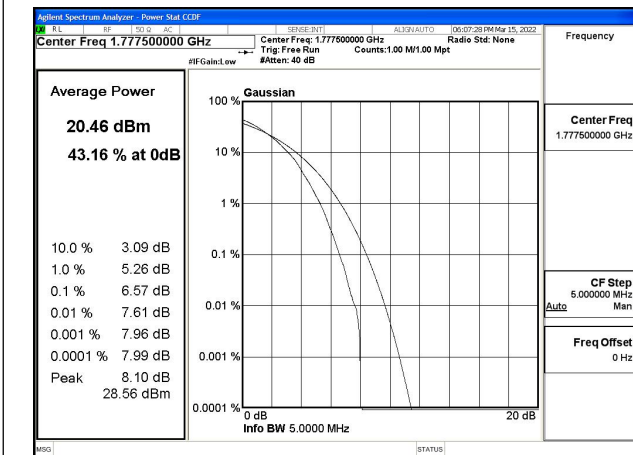 Agilent Spectrum Analyzer - Power Stat CCDF
RL RF 50 Ω AC SENSE:INT ALIGN AUTO 06:07:28 PM Mar 15, 2022
Center Freq 1.777500000 GHz
Center Freq: 1.777500000 GHz Radio Std: None
Trig: Free Run Counts:1.00 M/1.00 Mpt
#IFGain:Low #Atten: 40 dB
Frequency
Average Power
20.46 dBm
43.16 % at 0dB
10.0 % 3.09 dB
1.0 % 5.26 dB
0.1 % 6.57 dB
0.01 % 7.61 dB
0.001 % 7.96 dB
0.0001 % 7.99 dB
Peak 8.10 dB
28.56 dBm
Gaussian
100 %
10 %
1 %
0.1 %
0.01 %
0.001 %
0.0001 %
0 dB 20 dB
Info BW 5.0000 MHz
Center Freq
1.777500000 GHz
CF Step
5.000000 MHz
Auto Man
Freq Offset
0 Hz
MSG STATUS